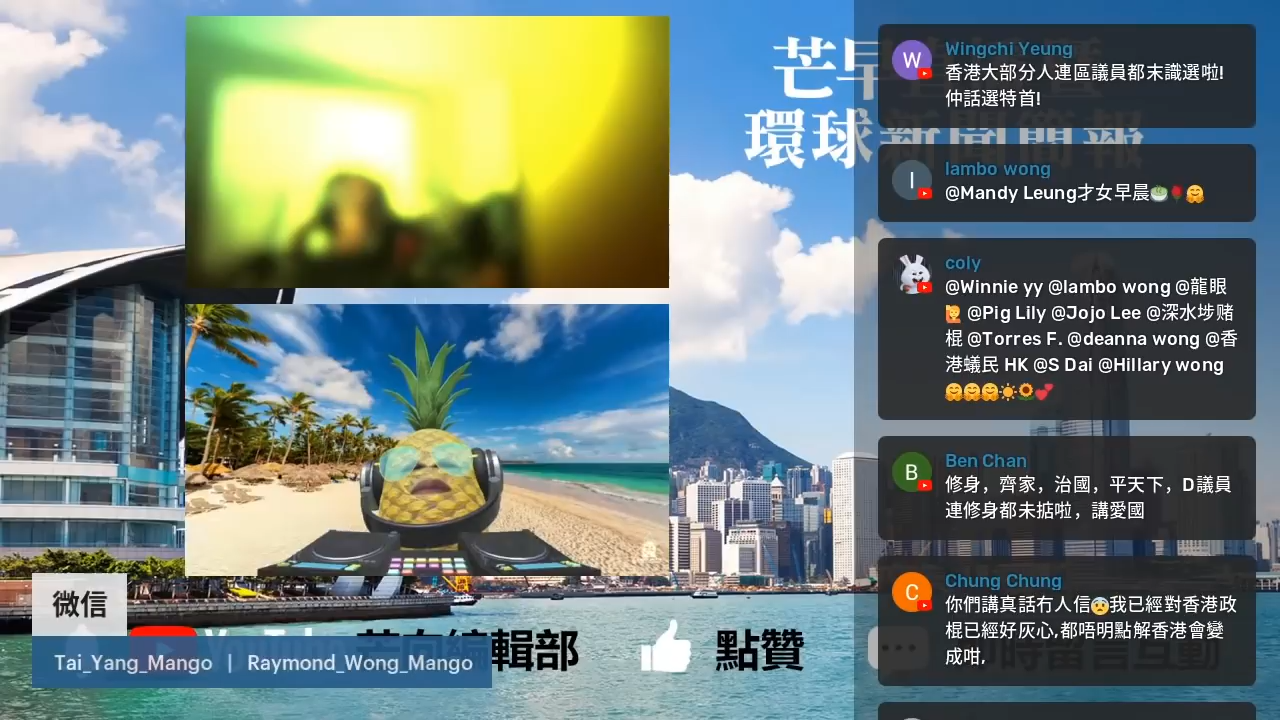 芒早
環球新聞簡報
W
Wingchi Yeung
香港大部分人連區議員都末識選啦!
仲話選特首!
I
lambo wong
@Mandy Leung才女早晨🍵🌹🤗
coly
@Winnie yy @lambo wong @龍眼
🙋 @Pig Lily @Jojo Lee @深水埗賭
棍 @Torres F. @deanna wong @香
港蟻民 HK @S Dai @Hillary wong
🤗🤗🤗☀🌻💕
B
Ben Chan
修身，齊家，治國，平天下，D議員
連修身都未掂啦，講愛國
C
Chung Chung
你們講真話冇人信😨我已經對香港政
棍已經好灰心,都唔明點解香港會變
成咁,
微信
Tai_Yang_Mango | Raymond_Wong_Mango
編輯部
點贊
時留言互動